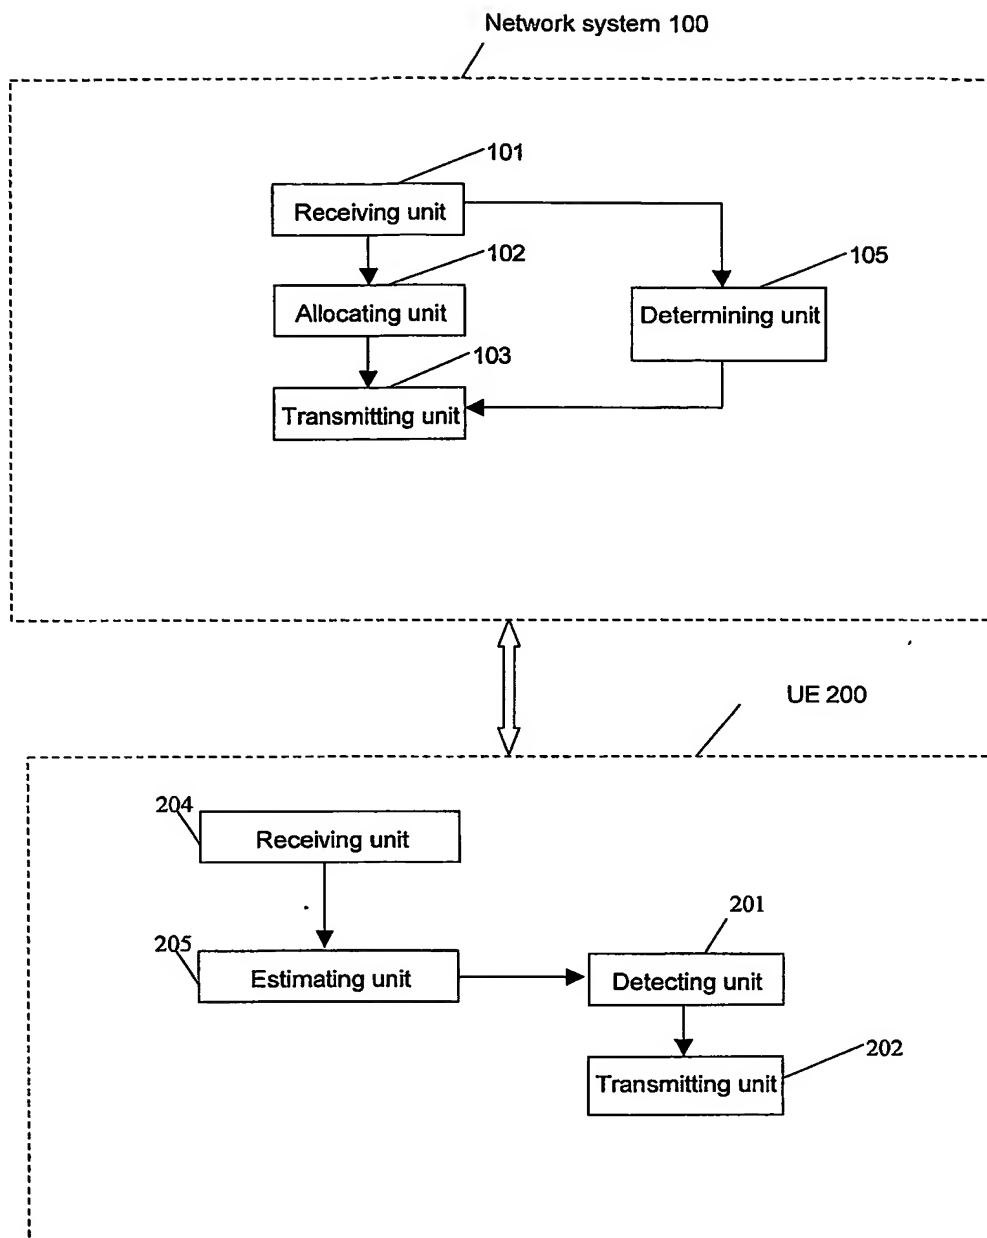 Network system 100
101
Receiving unit
102
105
Allocating unit
Determining unit
103
Transmitting unit
UE 200
204
Receiving unit
201
205
Estimating unit
Detecting unit
202
Transmitting unit